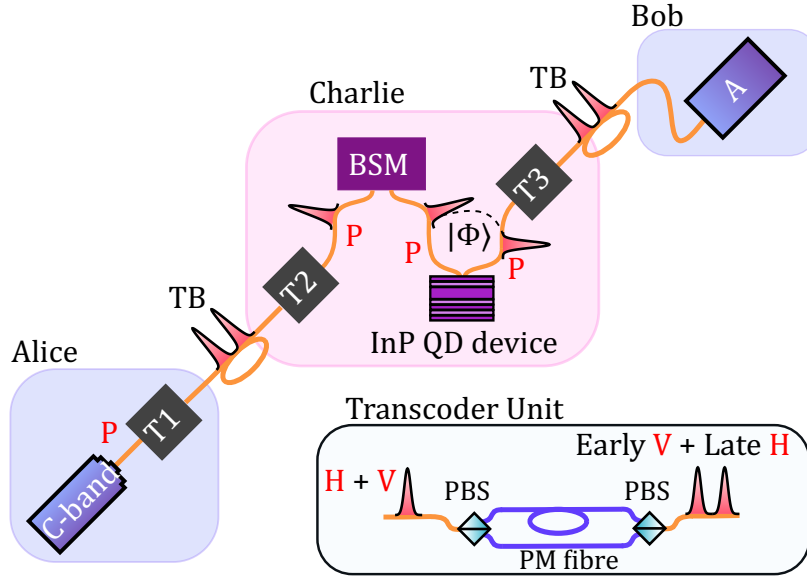 Bob
TB
A
Charlie
BSM
T3
P
|Φ⟩
P
P
T2
InP QD device
TB
Alice
P
T1
C-band
Transcoder Unit
Early V + Late H
H + V
PBS
PBS
PM fibre